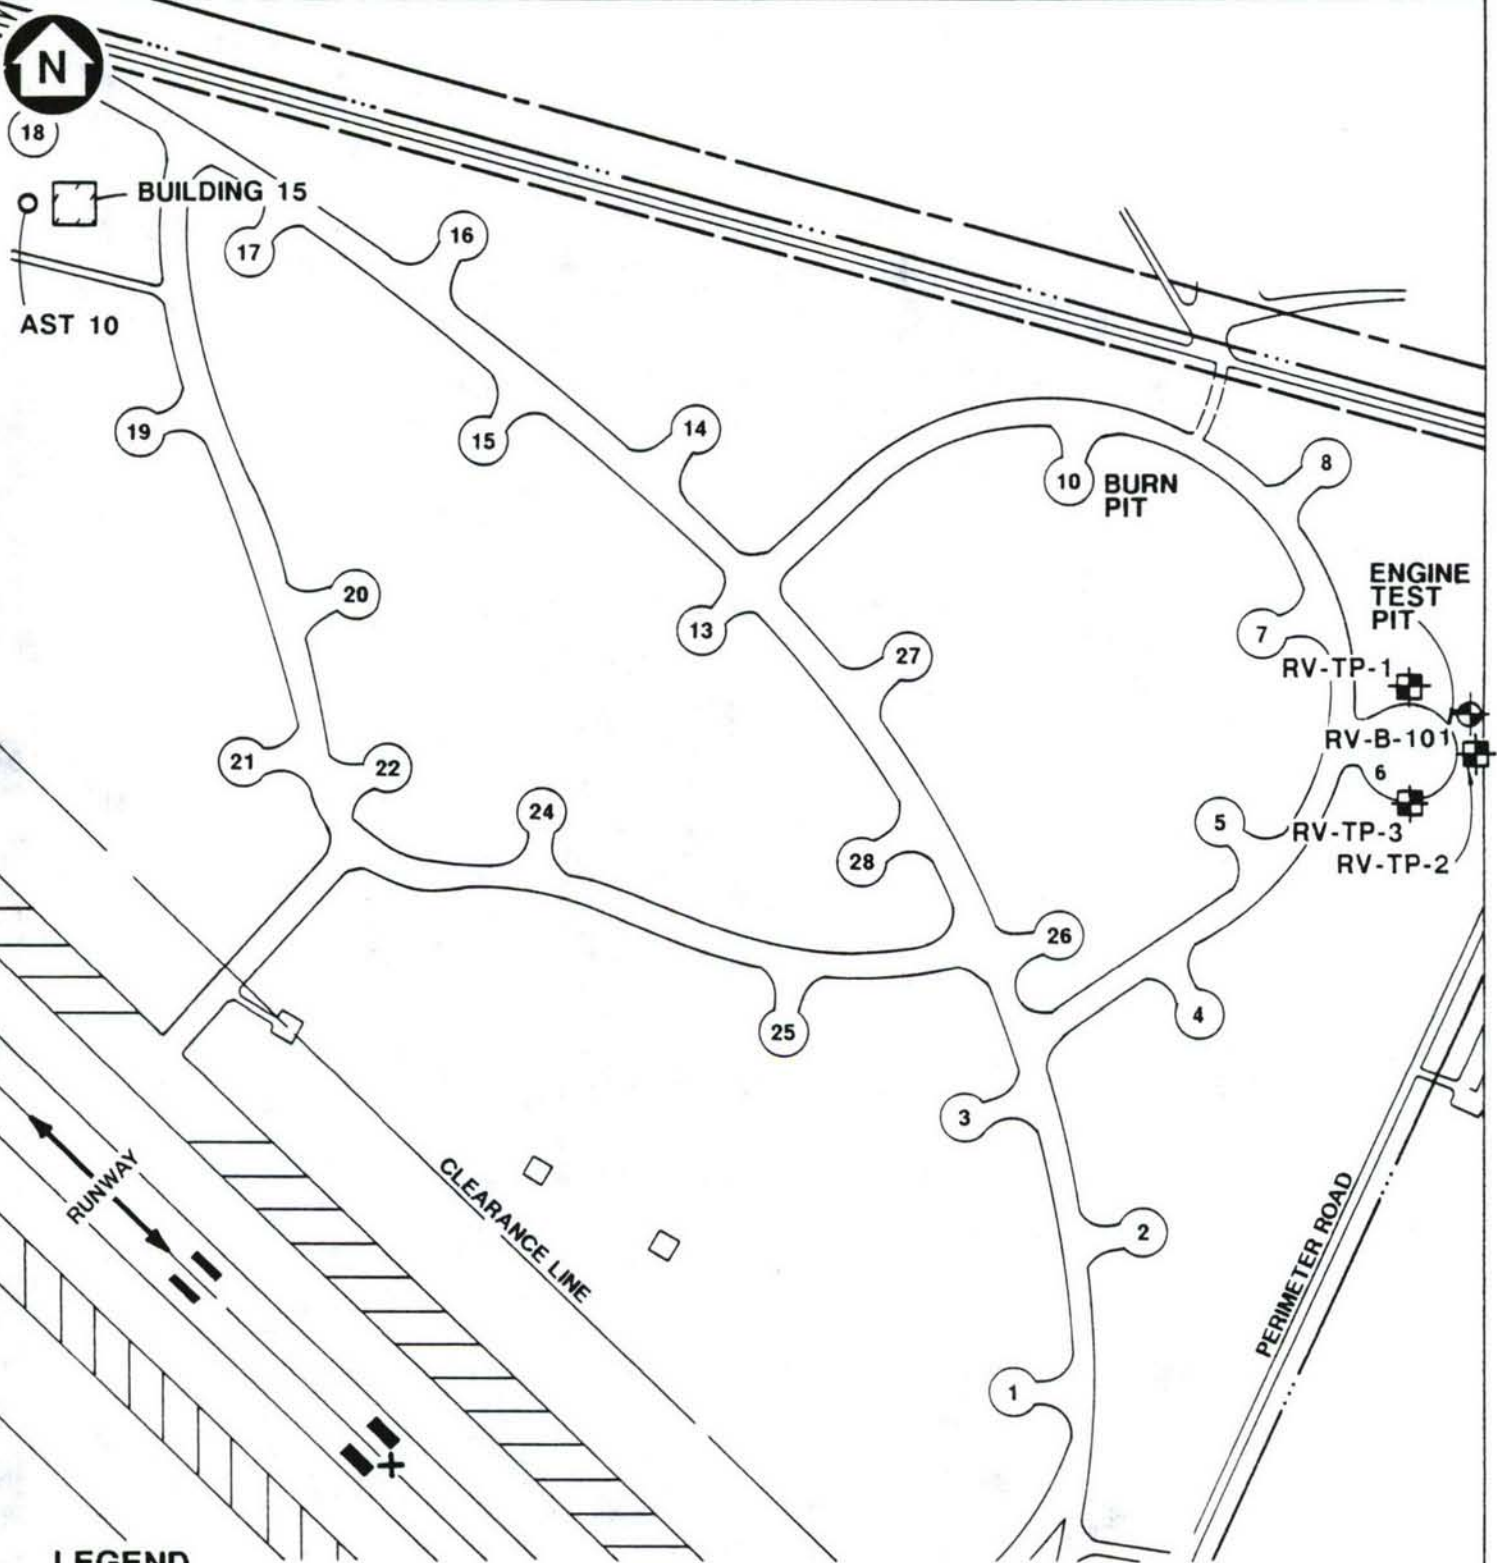 N
18
BUILDING 15
17
16
AST 10
19
15
14
10
BURN
PIT
8
ENGINE
TEST
PIT
20
13
27
7
RV-TP-1
RV-B-101
21
22
6
24
5
RV-TP-3
28
RV-TP-2
26
4
25
3
RUNWAY
CLEARANCE LINE
2
PERIMETER ROAD
1
LEGEND